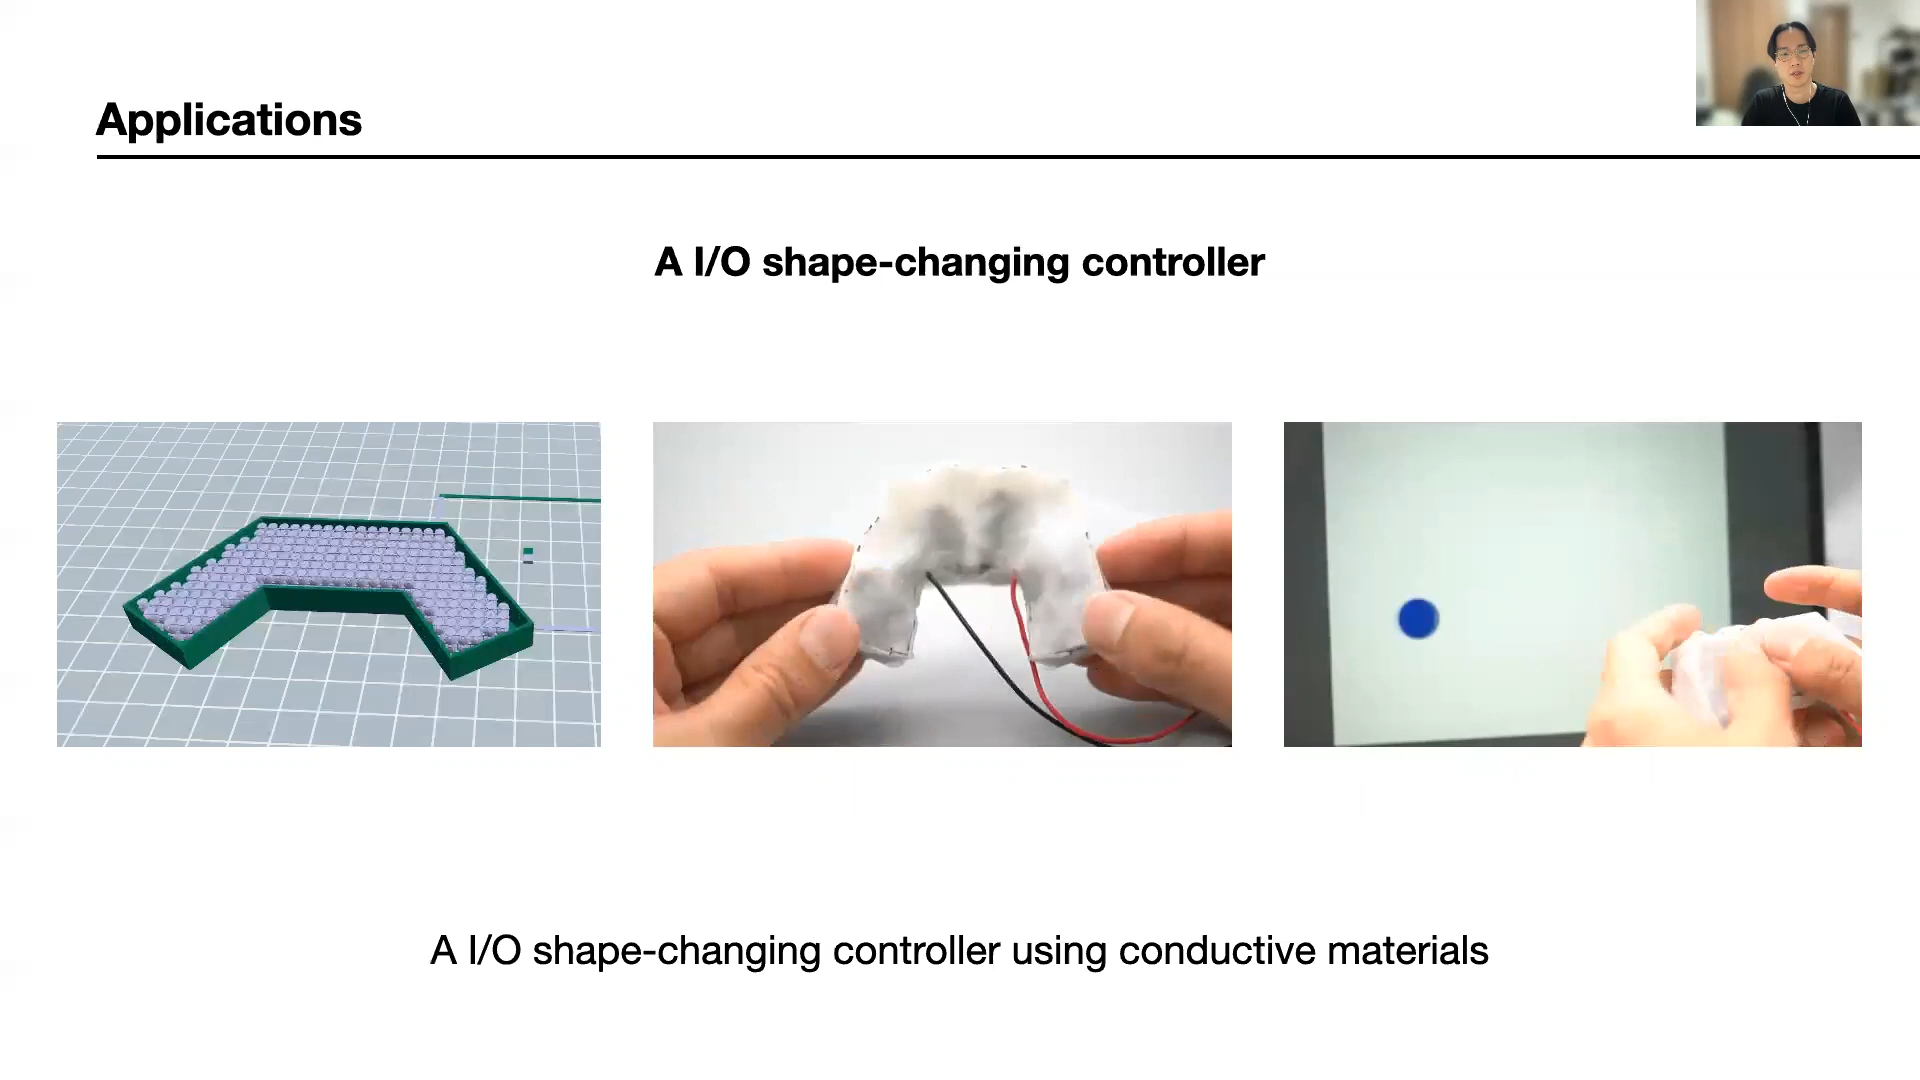 Applications
A I/O shape-changing controller
A I/O shape-changing controller using conductive materials